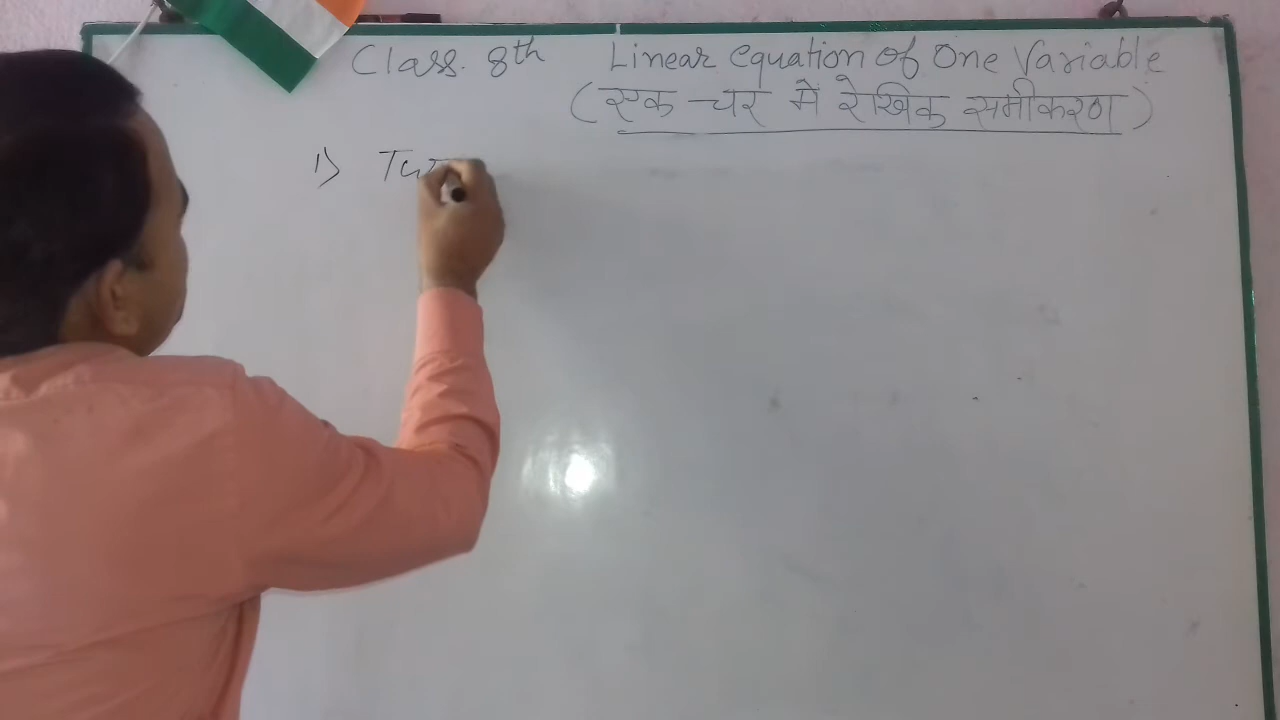 Class. 8th Linear equation of One Variable
(एक चर में रेखिक समीकरण)
1)